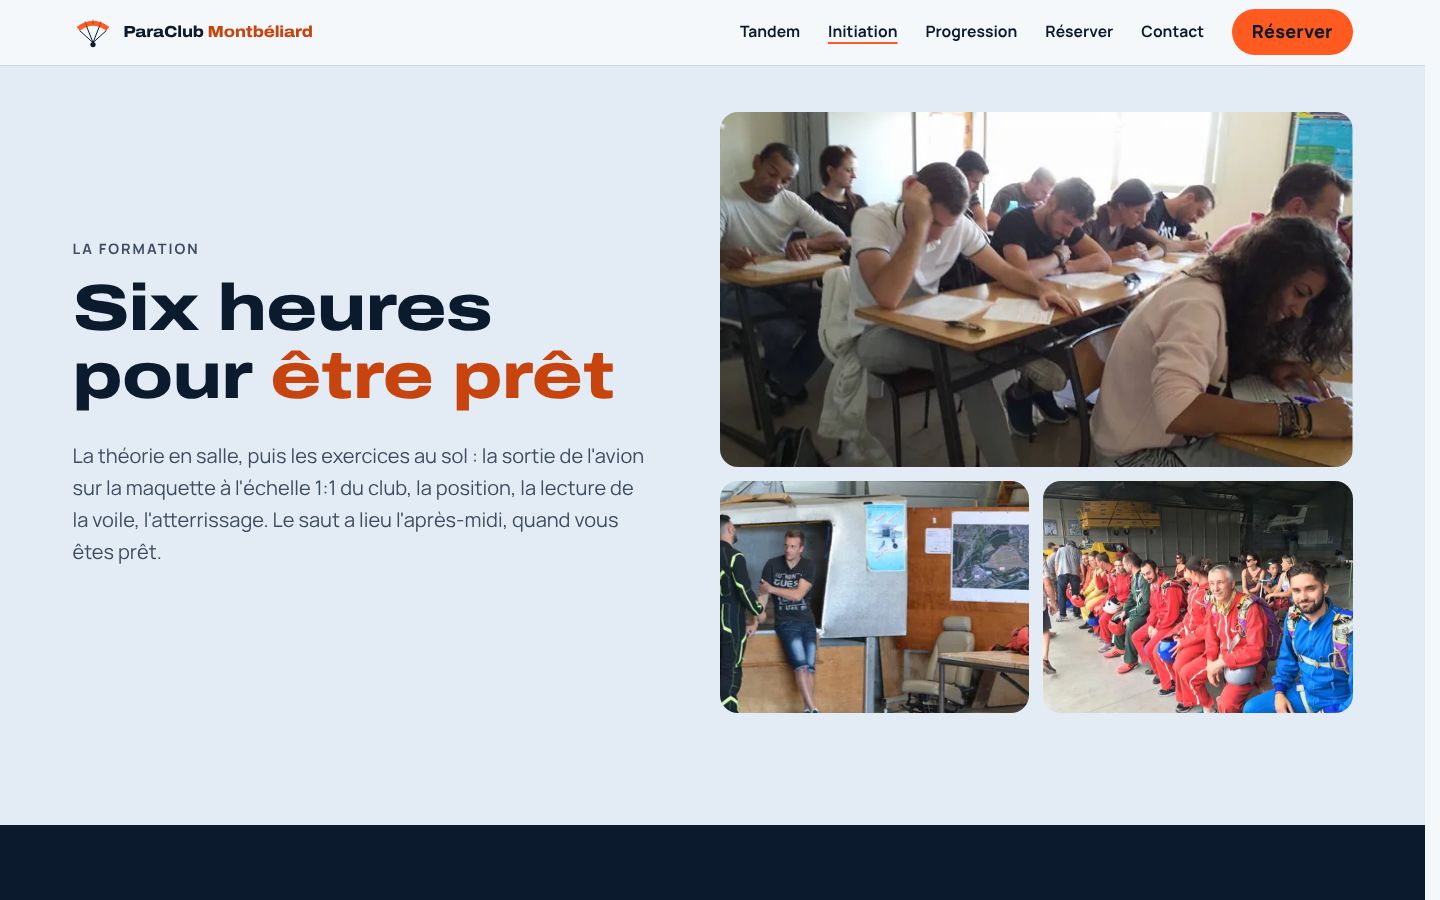 ParaClub Montbéliard
Tandem Initiation Progression Réserver Contact Réserver
LA FORMATION
Six heures
pour être prêt
La théorie en salle, puis les exercices au sol : la sortie de l'avion
sur la maquette à l'échelle 1:1 du club, la position, la lecture de
la voile, l'atterrissage. Le saut a lieu l'après-midi, quand vous
êtes prêt.